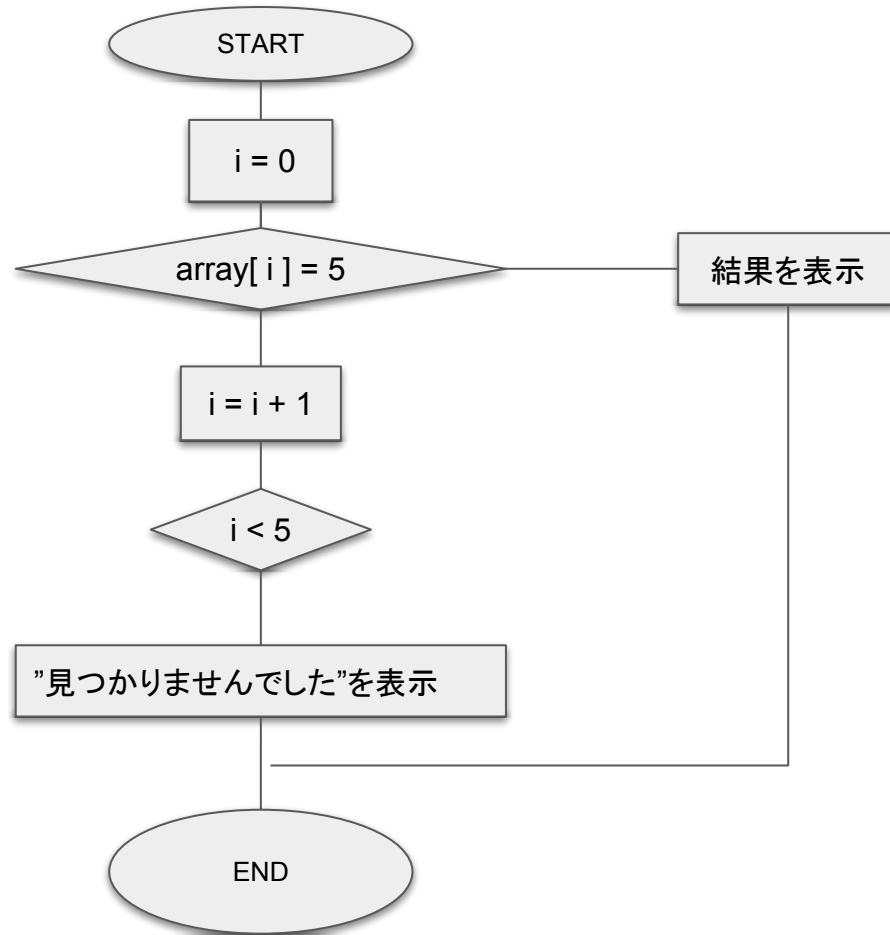 START
i = 0
array[ i ] = 5
結果を表示
i = i + 1
i < 5
”見つかりませんでした”を表示
END